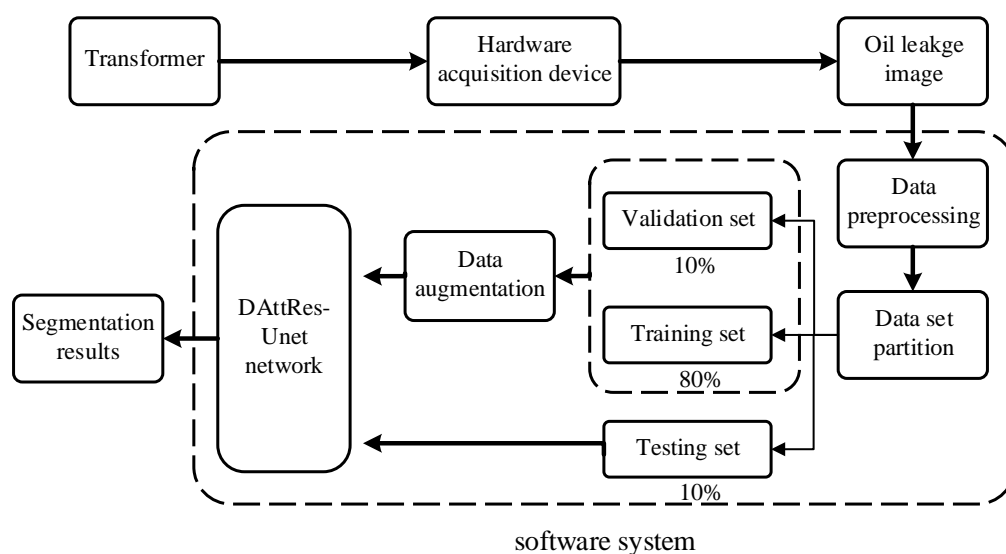 Transformer
Hardware
acquisition device
Oil leakge
image
Data
preprocessing
Data set
partition
Validation set
10%
Training set
80%
Testing set
10%
Data
augmentation
DAttRes-
Unet
network
Segmentation
results
software system